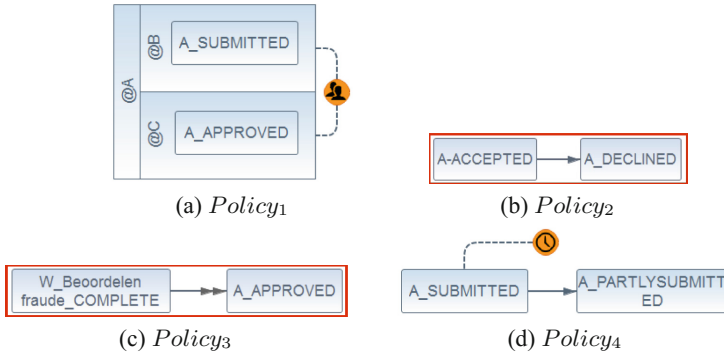 @A
@B
A_SUBMITTED
@C
A_APPROVED
(a) Policy₁
A-ACCEPTED
A_DECLINED
(b) Policy₂
W_Beoordelen
fraude_COMPLETE
A_APPROVED
(c) Policy₃
A_SUBMITTED
A_PARTLYSUBMITT
ED
(d) Policy₄